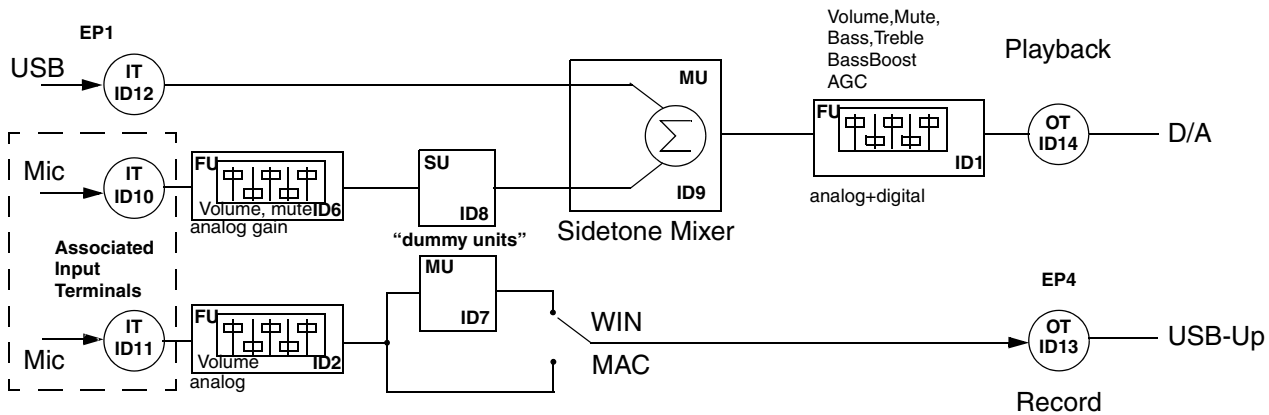 EP1
USB
IT
ID12
Volume,Mute,
Bass,Treble
BassBoost
AGC
Playback
MU
Σ
ID9
Sidetone Mixer
FU
ID1
analog+digital
OT
ID14
D/A
Mic
IT
ID10
FU
Volume, mute ID6
analog gain
SU
ID8
“dummy units”
Associated
Input
Terminals
Mic
IT
ID11
FU
Volume ID2
analog
MU
ID7
WIN
MAC
EP4
OT
ID13
USB-Up
Record